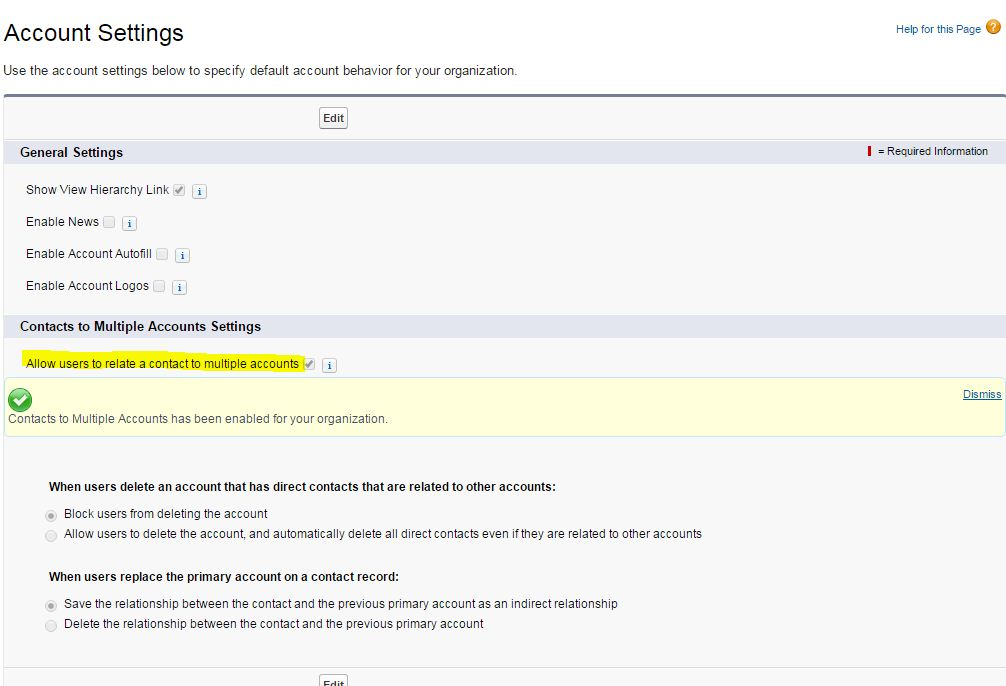 Account Settings
Help for this Page ?
Use the account settings below to specify default account behavior for your organization.
Edit
General Settings
= Required Information
Show View Hierarchy Link i
Enable News i
Enable Account Autofill i
Enable Account Logos i
Contacts to Multiple Accounts Settings
Allow users to relate a contact to multiple accounts i
Dismiss
Contacts to Multiple Accounts has been enabled for your organization.
When users delete an account that has direct contacts that are related to other accounts:
Block users from deleting the account
Allow users to delete the account, and automatically delete all direct contacts even if they are related to other accounts
When users replace the primary account on a contact record:
Save the relationship between the contact and the previous primary account as an indirect relationship
Delete the relationship between the contact and the previous primary account
Edit